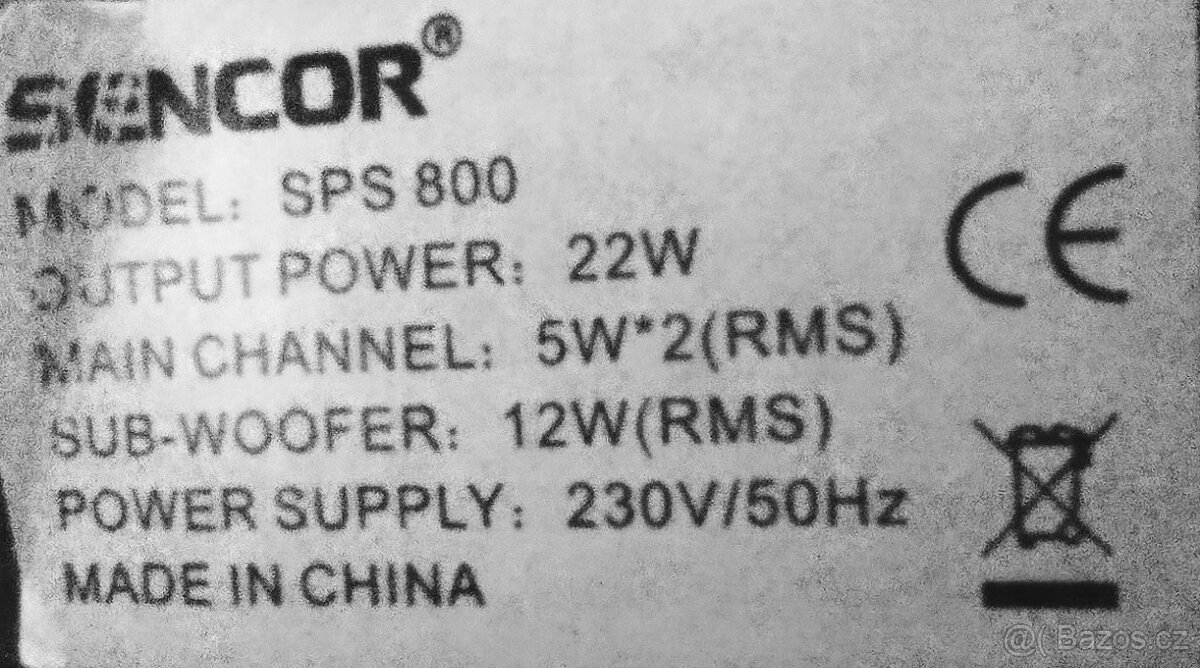 SENCOR®
MODEL: SPS 800
OUTPUT POWER: 22W
MAIN CHANNEL: 5W*2(RMS)
SUB-WOOFER: 12W(RMS)
POWER SUPPLY: 230V/50Hz
MADE IN CHINA
CE
@( Bazos.cz